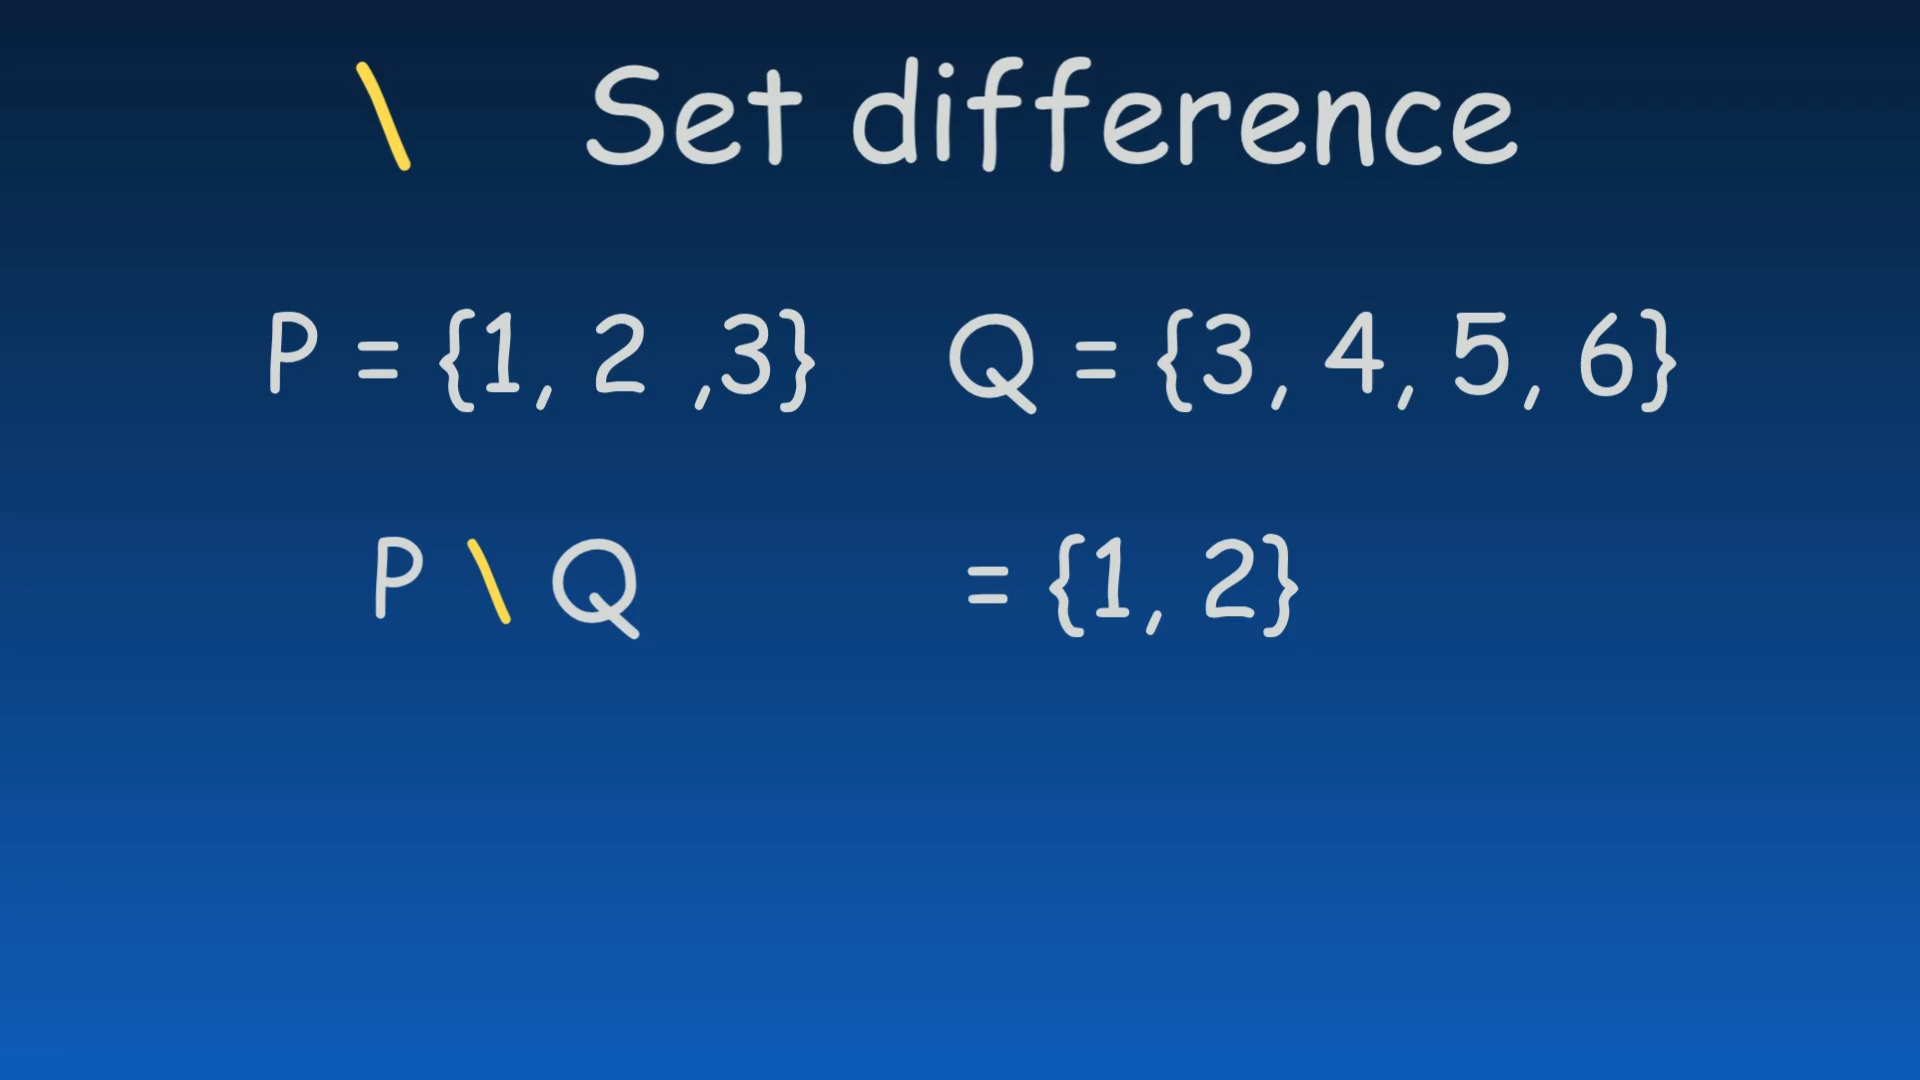 \ Set difference
P = {1, 2 ,3} Q = {3, 4, 5, 6}
P \ Q = {1, 2}